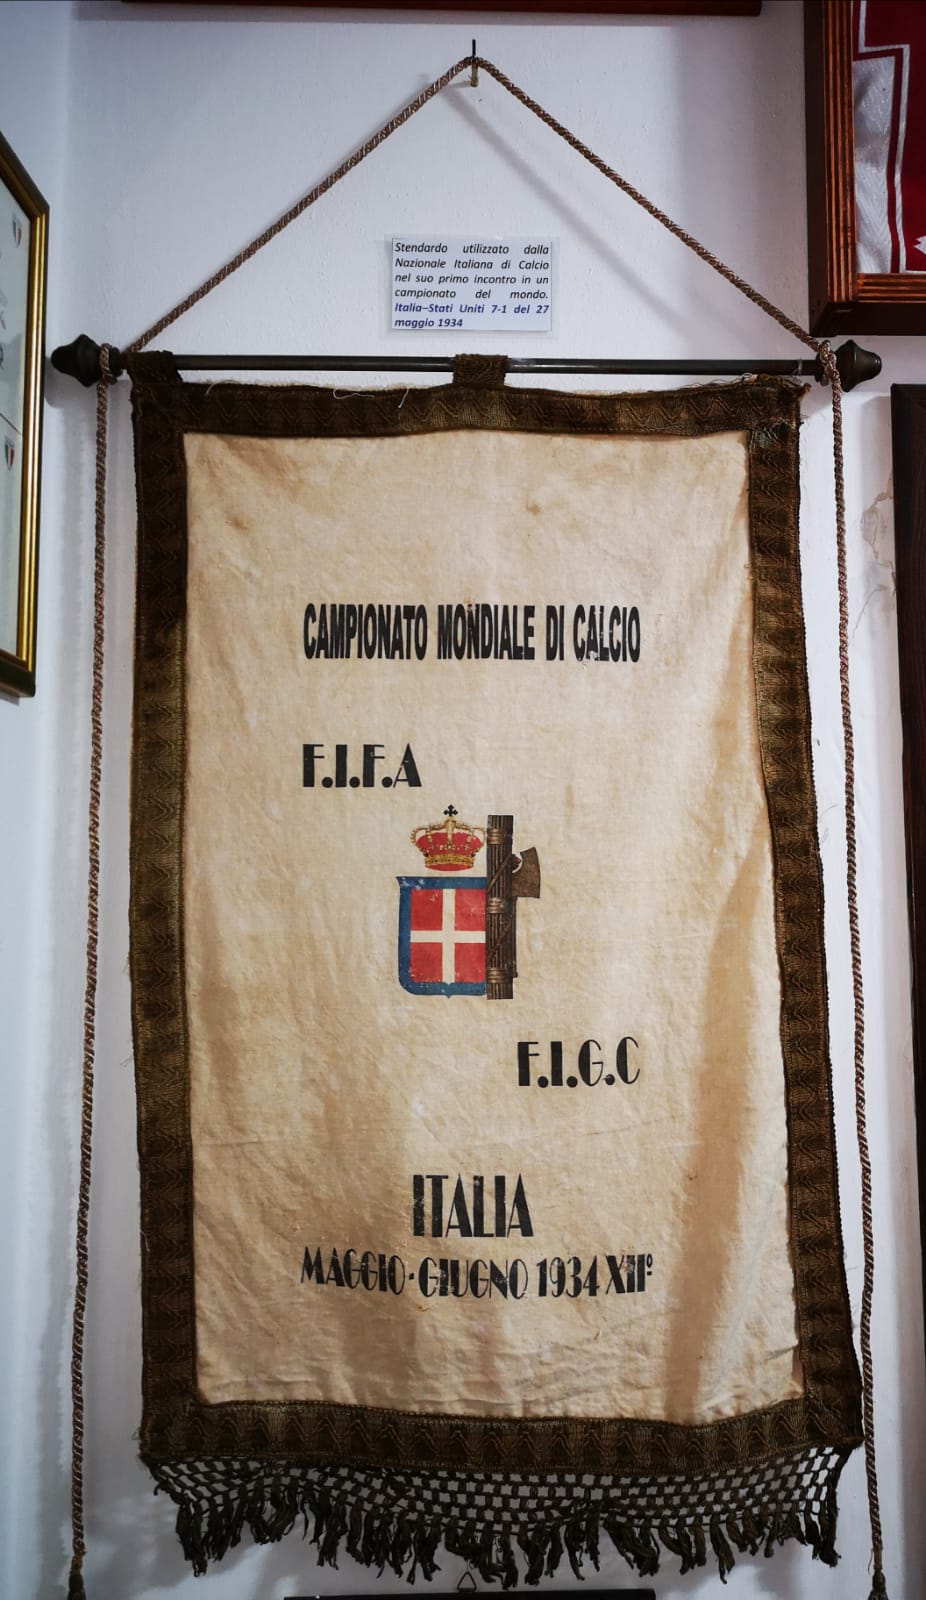 Stendardo utilizzato dalla
Nazionale Italiana di Calcio
nel suo primo incontro in un
campionato del mondo.
Italia–Stati Uniti 7-1 del 27
maggio 1934
CAMPIONATO MONDIALE DI CALCIO
F.I.F.A
F.I.G.C
ITALIA
MAGGIO-GIUGNO 1934 XIIº